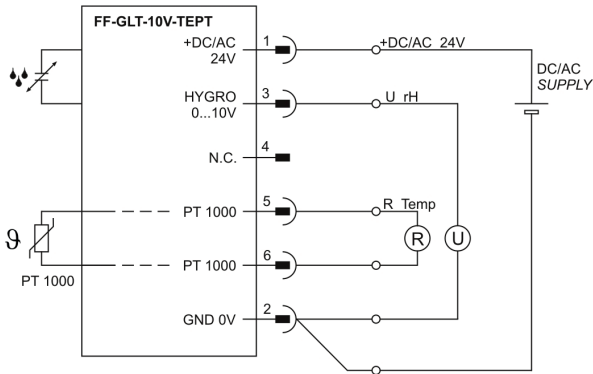 FF-GLT-10V-TEPT
+DC/AC
24V
1
+DC/AC 24V
DC/AC
SUPPLY
HYGRO
0...10V
3
U rH
N.C.
4
PT 1000
5
R Temp
R
U
ϑ
PT 1000
PT 1000
6
GND 0V
2